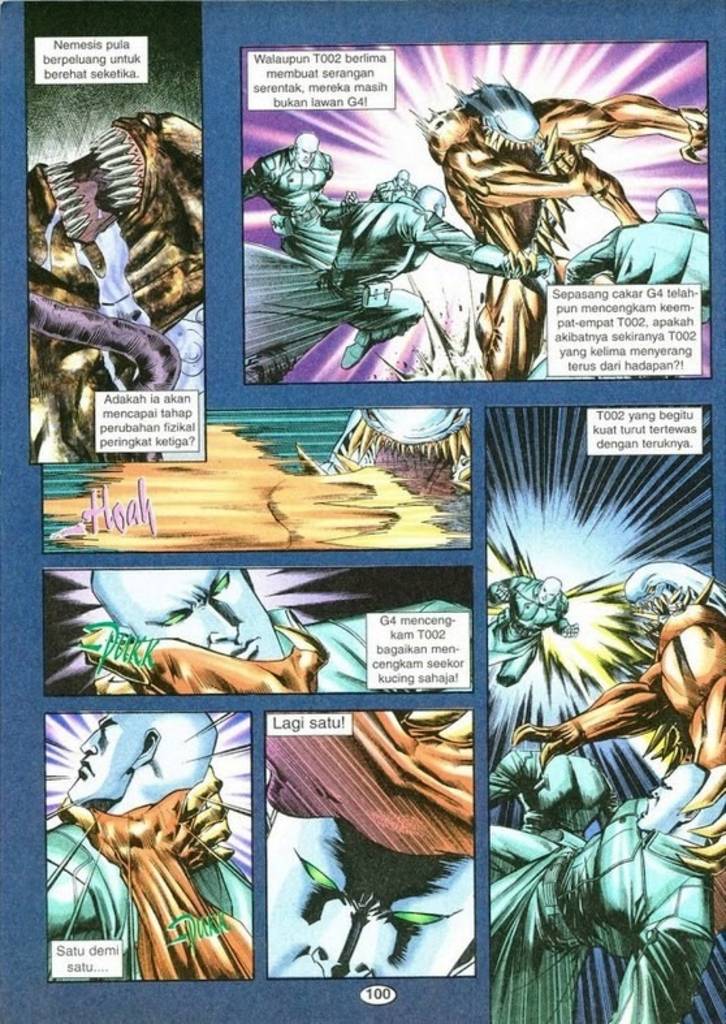 Nemesis pula
berpeluang untuk
berehat seketika.
Adakah ia akan
mencapai tahap
perubahan fizikal
peringkat ketiga?
Walaupun T002 berlima
membuat serangan
serentak, mereka masih
bukan lawan G4!
Sepasang cakar G4 telah-
pun mencengkam keem-
pat-empat T002, apakah
akibatnya sekiranya T002
yang kelima menyerang
terus dari hadapan?!
Hoah
T002 yang begitu
kuat turut tertewas
dengan teruknya.
G4 menceng-
kam T002
bagaikan men-
cengkam seekor
kucing sahaja!
Satu demi
satu....
Lagi satu!
100